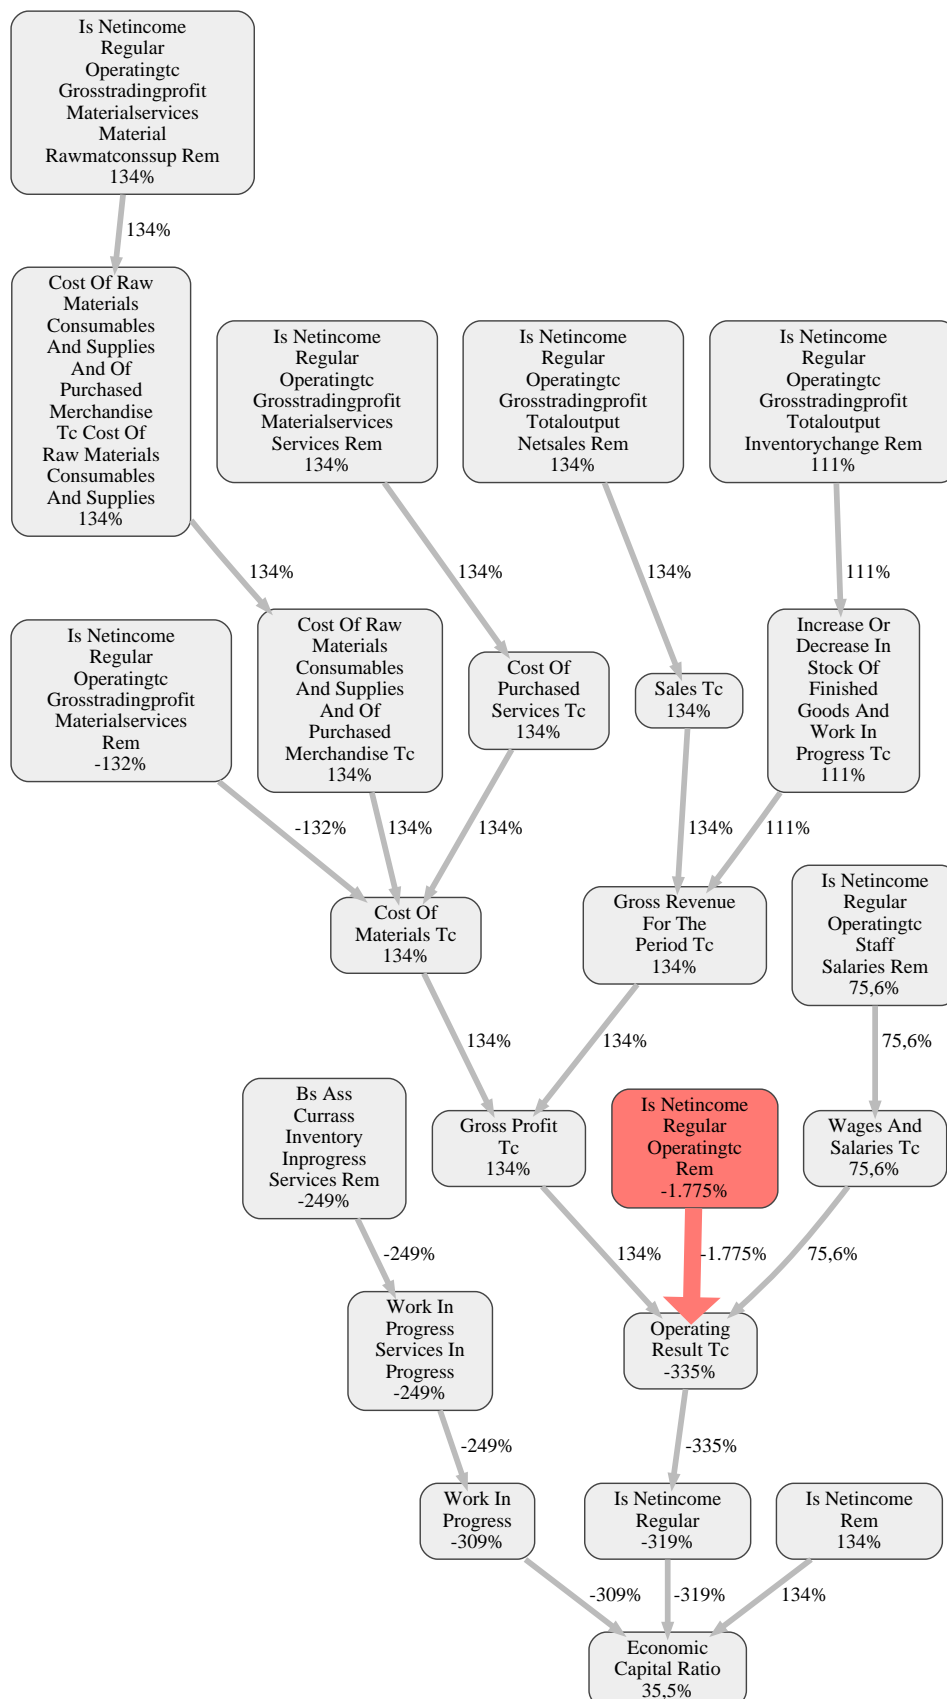 Is Netincome
Regular
Operatingtc
Grosstradingprofit
Materialservices
Material
Rawmatconssup Rem
134%
134%
Cost Of Raw
Materials
Consumables
And Supplies
And Of
Purchased
Merchandise
Tc Cost Of
Raw Materials
Consumables
And Supplies
134%
Is Netincome
Regular
Operatingtc
Grosstradingprofit
Materialservices
Services Rem
134%
Is Netincome
Regular
Operatingtc
Grosstradingprofit
Totaloutput
Netsales Rem
134%
Is Netincome
Regular
Operatingtc
Grosstradingprofit
Totaloutput
Inventorychange Rem
111%
134%
134%
134%
111%
Is Netincome
Regular
Operatingtc
Grosstradingprofit
Materialservices
Rem
-132%
Cost Of Raw
Materials
Consumables
And Supplies
And Of
Purchased
Merchandise Tc
134%
Cost Of
Purchased
Services Tc
134%
Sales Tc
134%
Increase Or
Decrease In
Stock Of
Finished
Goods And
Work In
Progress Tc
111%
-132%
134%
134%
134%
111%
Cost Of
Materials Tc
134%
Gross Revenue
For The
Period Tc
134%
Is Netincome
Regular
Operatingtc
Staff
Salaries Rem
75,6%
134%
134%
75,6%
Bs Ass
Currass
Inventory
Inprogress
Services Rem
-249%
Gross Profit
Tc
134%
Is Netincome
Regular
Operatingtc
Rem
-1.775%
Wages And
Salaries Tc
75,6%
-249%
134%
-1.775%
75,6%
Work In
Progress
Services In
Progress
-249%
Operating
Result Tc
-335%
-249%
-335%
Work In
Progress
-309%
Is Netincome
Regular
-319%
Is Netincome
Rem
134%
-309%
-319%
134%
Economic
Capital Ratio
35,5%